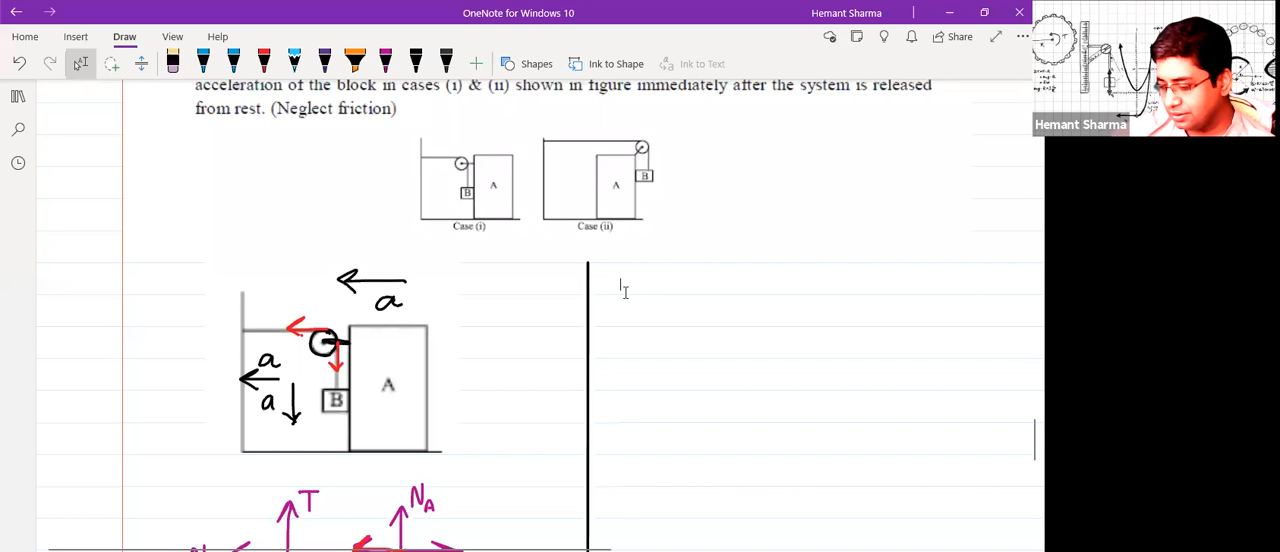 OneNote for Windows 10
Hemant Sharma
Home Insert Draw View Help
Share
Shapes Ink to Shape Ink to Text
Hemant Sharma
acceleration of the block in cases (i) & (ii) shown in figure immediately after the system is released
from rest. (Neglect friction)
B A
A B
Case (i) Case (ii)
a
a
a
B A
T
N_A